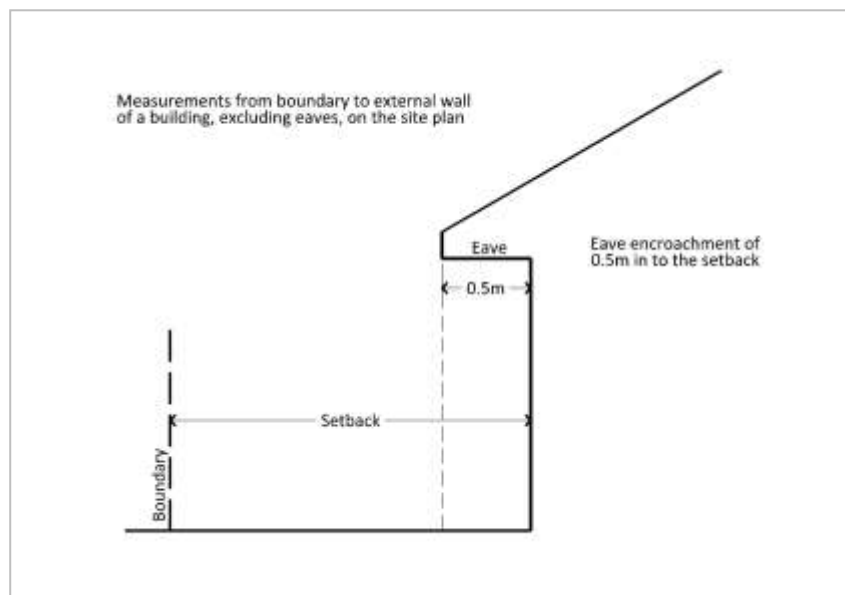 Measurements from boundary to external wall
of a building, excluding eaves, on the site plan
Eave
Eave encroachment of
0.5m in to the setback
0.5m
Setback
Boundary